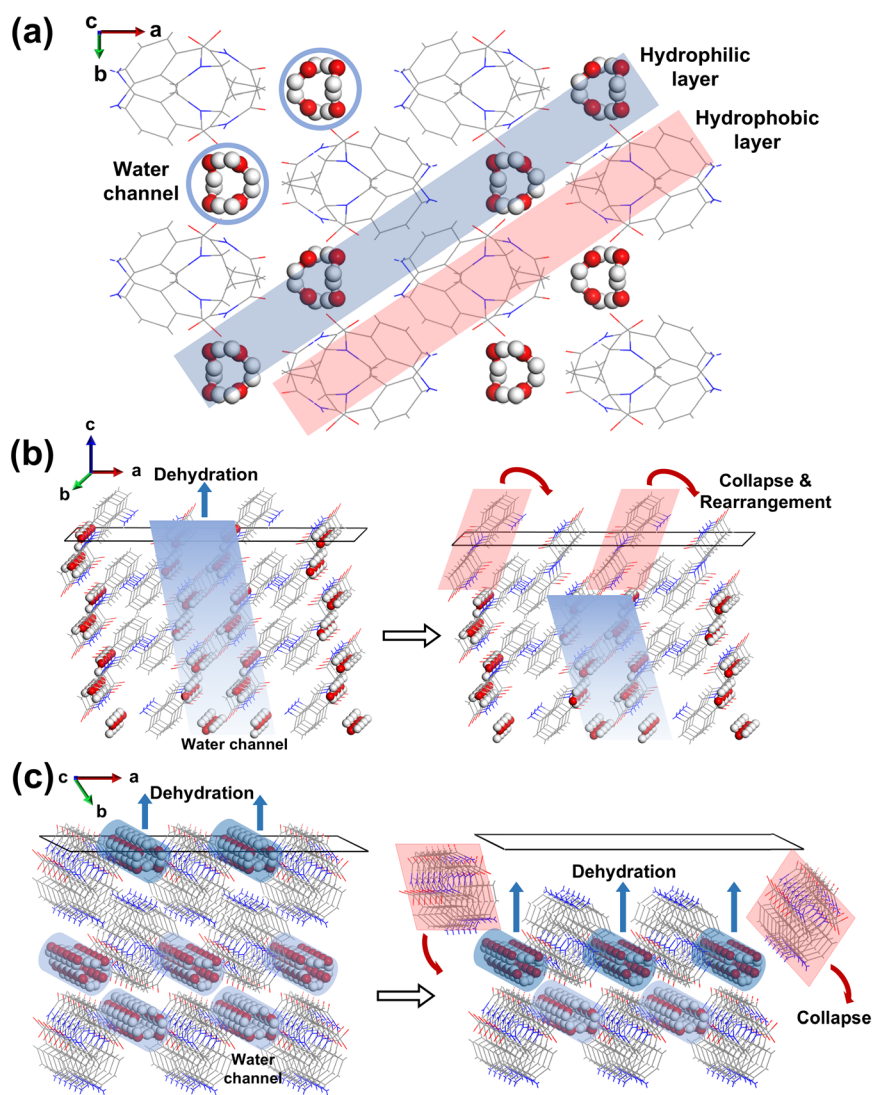 (a)
c
a
b
Hydrophilic
layer
Hydrophobic
layer
Water
channel
(b)
c
a
b
Dehydration
Water channel
Collapse &
Rearrangement
(c)
c
a
b
Dehydration
Water
channel
Dehydration
Collapse